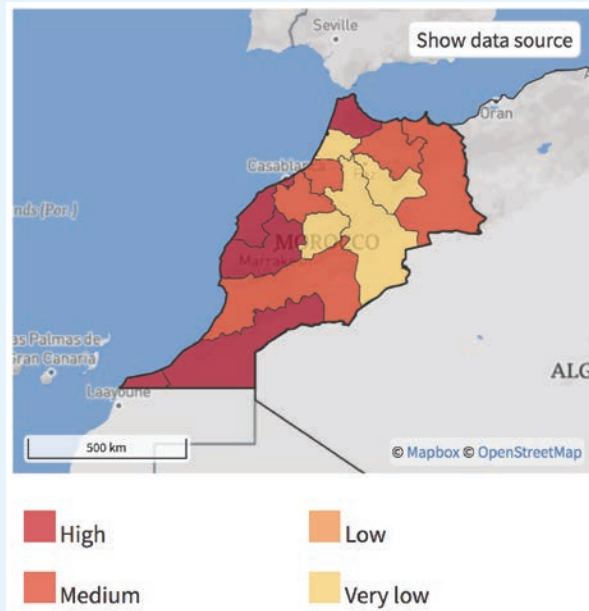 Seville
Show data source
Oran
Casablanca
nds (Por.)
MOROCCO
as Palmas de
Gran Canaria
Laayoune
ALG
500 km
© Mapbox © OpenStreetMap
High
Low
Medium
Very low